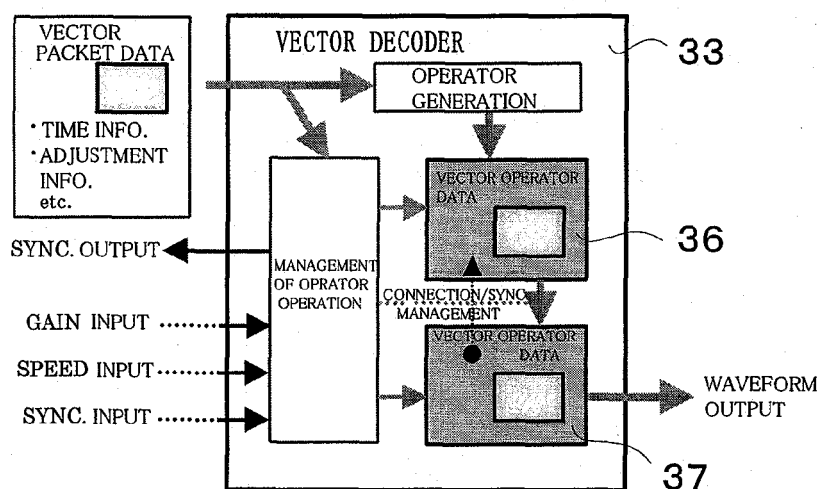 VECTOR
PACKET DATA
・TIME INFO.
・ADJUSTMENT
INFO.
etc.
VECTOR DECODER
33
OPERATOR
GENERATION
VECTOR OPERATOR
DATA
36
SYNC. OUTPUT
MANAGEMENT
OF OPRATOR
OPERATION
CONNECTION/SYNC
MANAGEMENT
GAIN INPUT
SPEED INPUT
SYNC. INPUT
VECTOR OPERATOR
DATA
WAVEFORM
OUTPUT
37